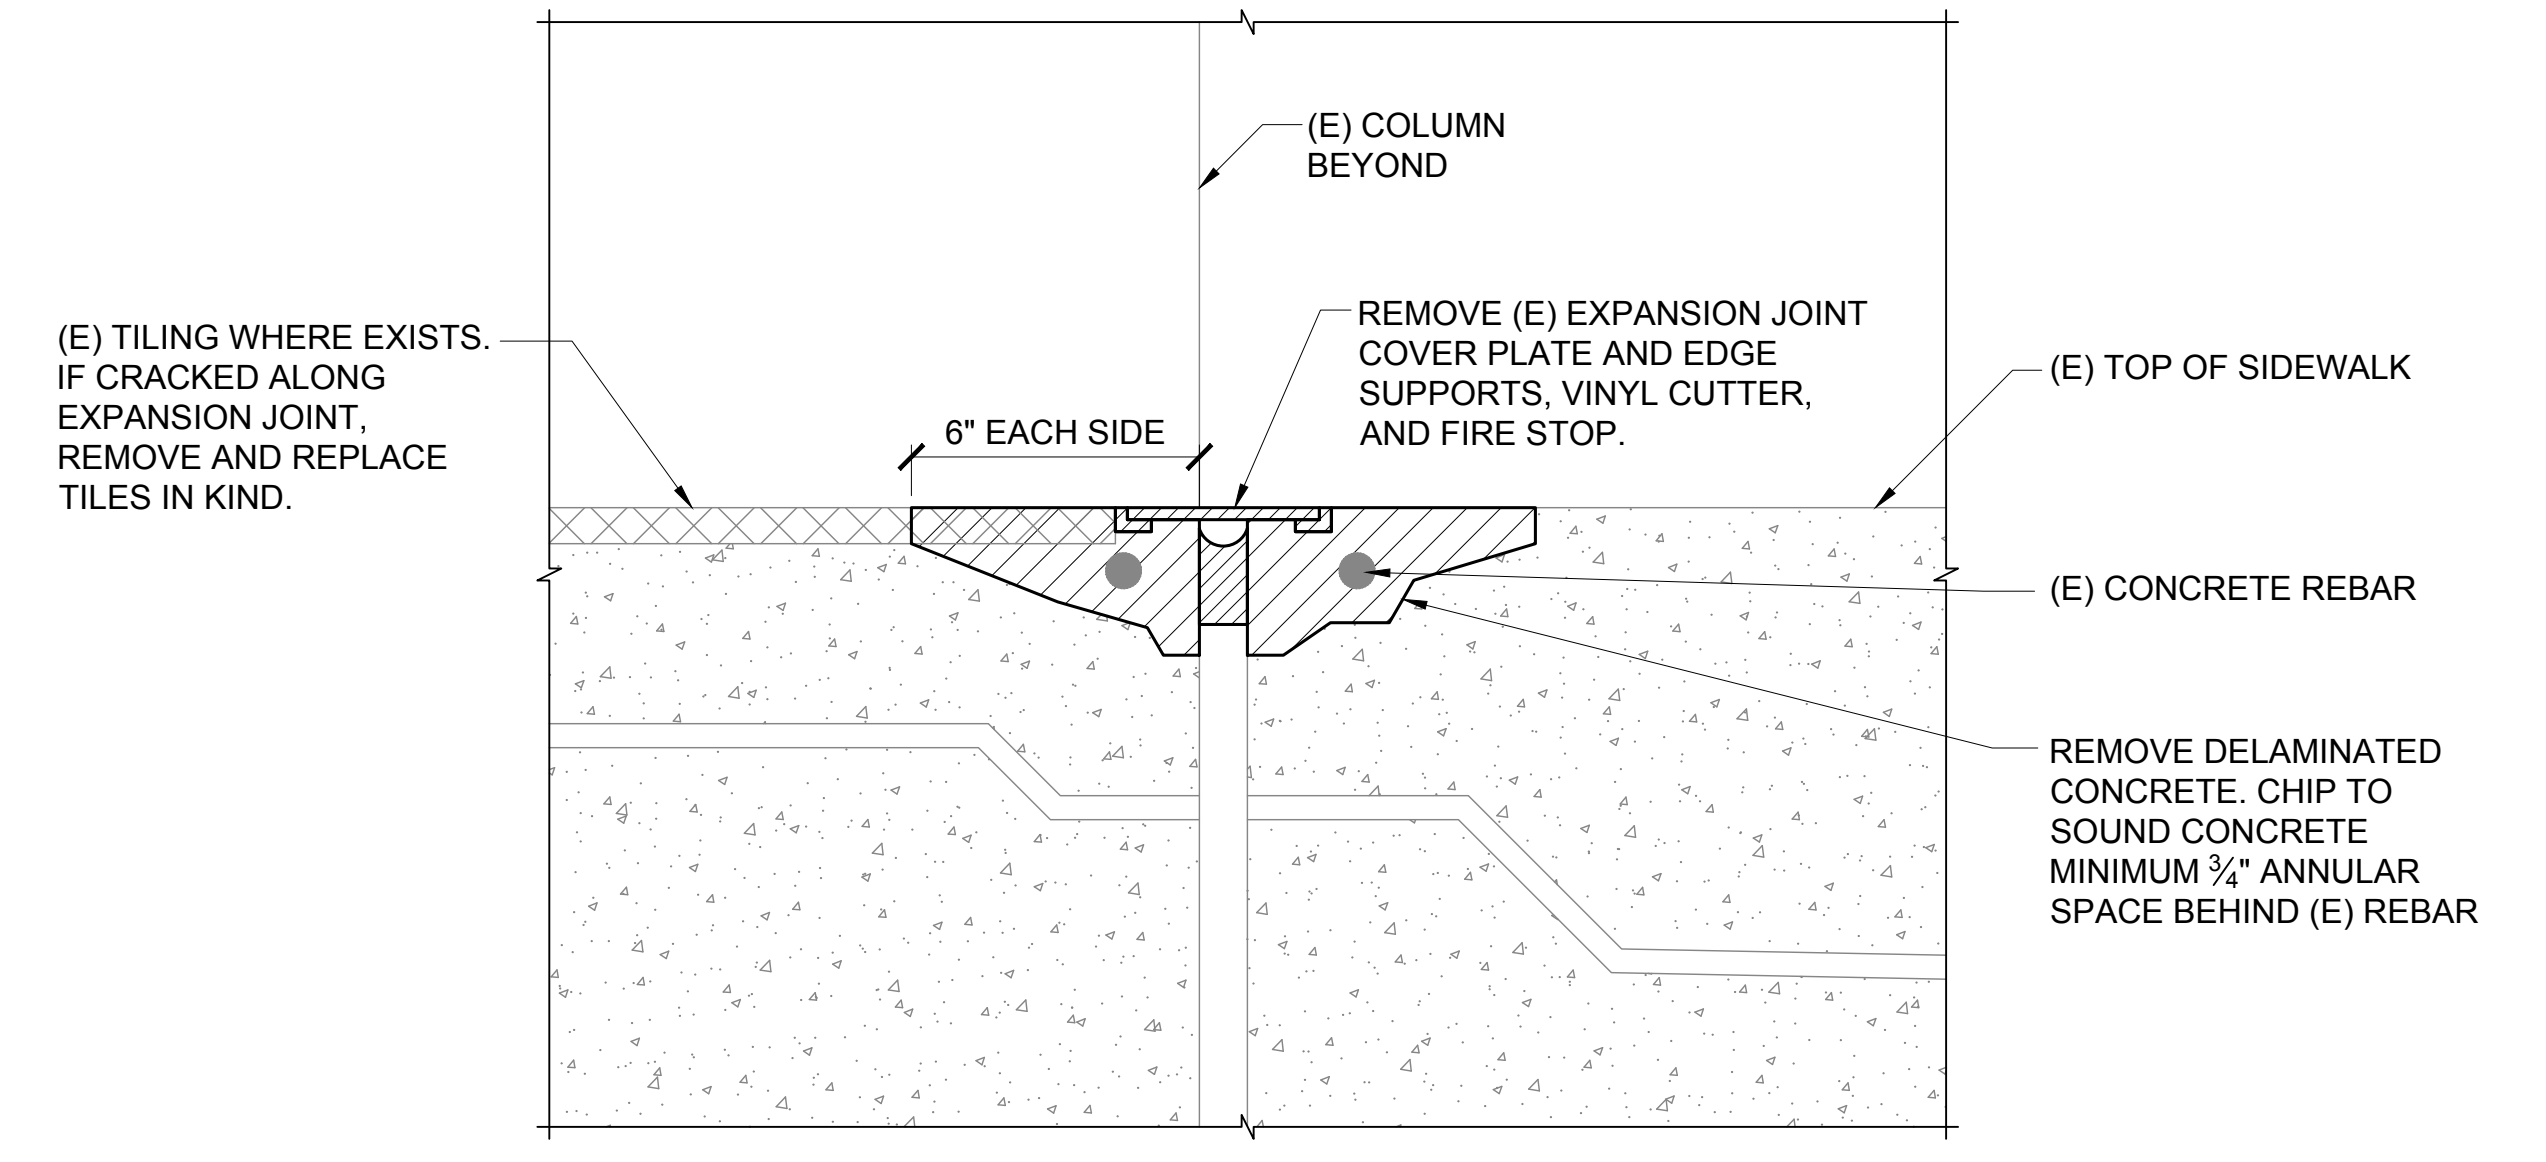 (E) COLUMN
BEYOND
(E) TILING WHERE EXISTS.
IF CRACKED ALONG
EXPANSION JOINT,
REMOVE AND REPLACE
TILES IN KIND.
6" EACH SIDE
REMOVE (E) EXPANSION JOINT
COVER PLATE AND EDGE
SUPPORTS, VINYL CUTTER,
AND FIRE STOP.
(E) TOP OF SIDEWALK
(E) CONCRETE REBAR
REMOVE DELAMINATED
CONCRETE. CHIP TO
SOUND CONCRETE
MINIMUM ¾" ANNULAR
SPACE BEHIND (E) REBAR